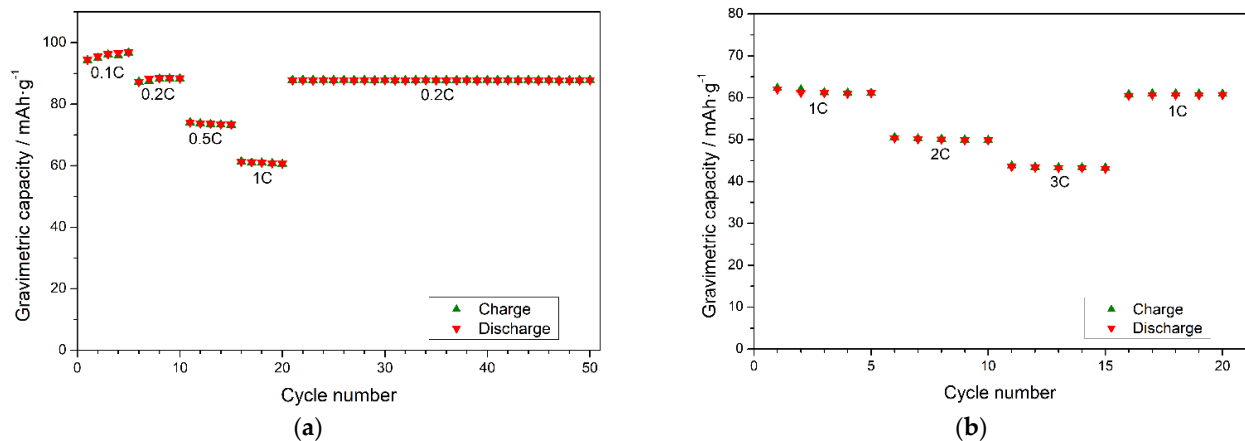 100
80
60
40
20
0
0 10 20 30 40 50
Gravimetric capacity / mAh·g⁻¹
Cycle number
0.1C
0.2C
0.5C
1C
0.2C
Charge
Discharge
(a)
80
70
60
50
40
30
20
10
0
0 5 10 15 20
Gravimetric capacity / mAh·g⁻¹
Cycle number
1C
2C
3C
1C
Charge
Discharge
(b)